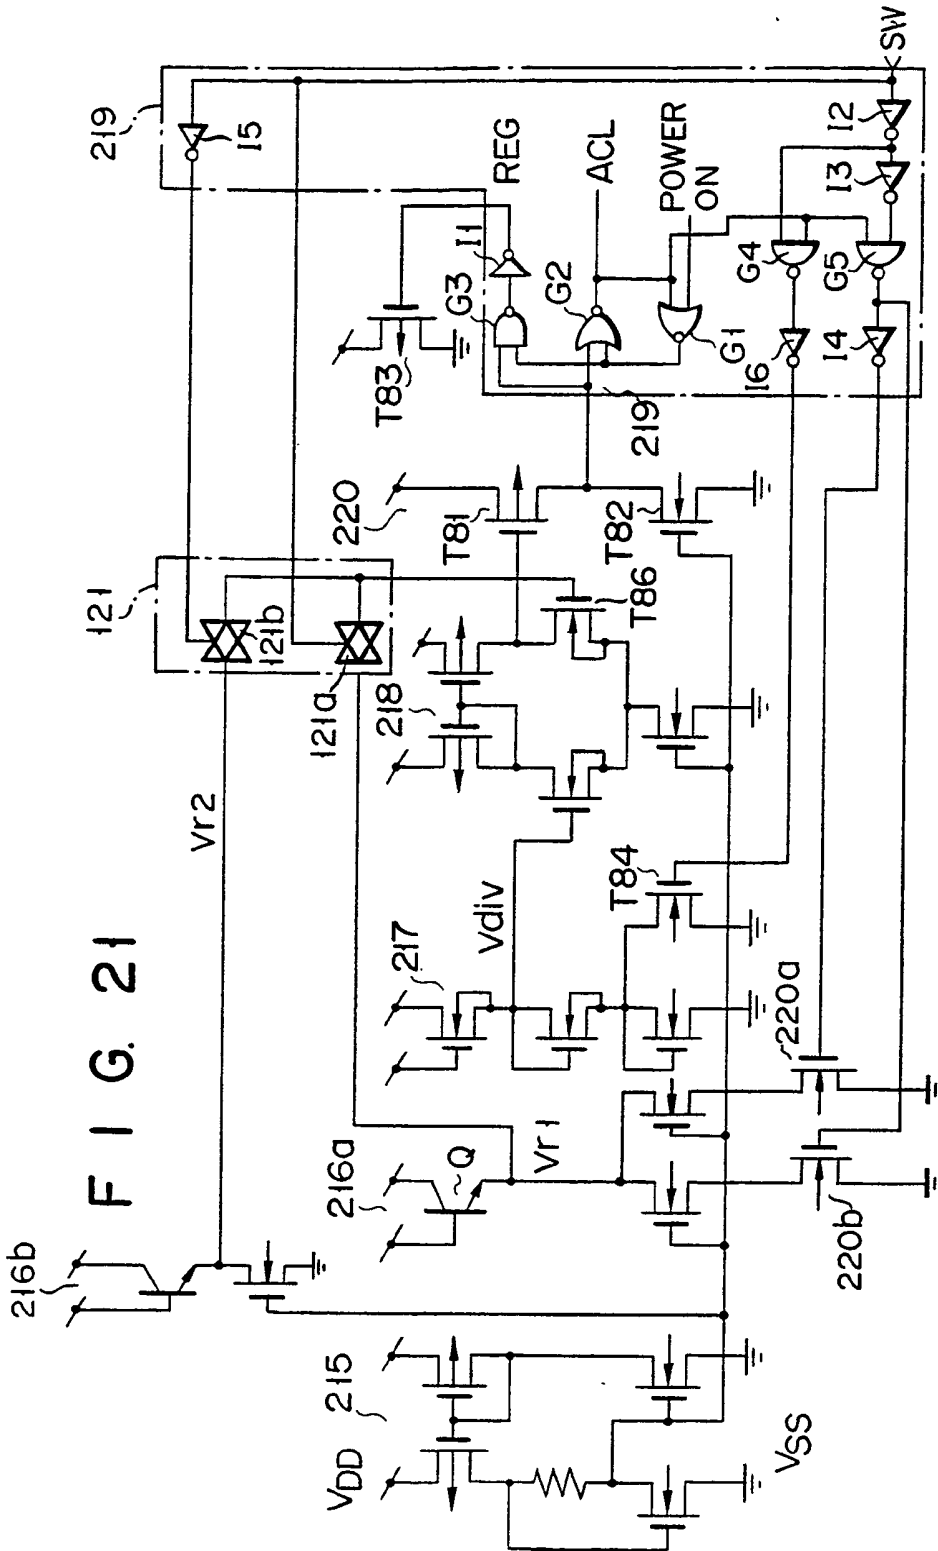 FIG. 21
216b
215
VDD
VSS
216a
Q
Vr1
Vr2
217
Vdiv
T84
220a
220b
121
121b
121a
218
220
T81
T82
T86
T83
219
I5
REG
I1
G3
G2
ACL
POWER
ON
G1
219
G4
G5
I6
I4
I3
I2
SW